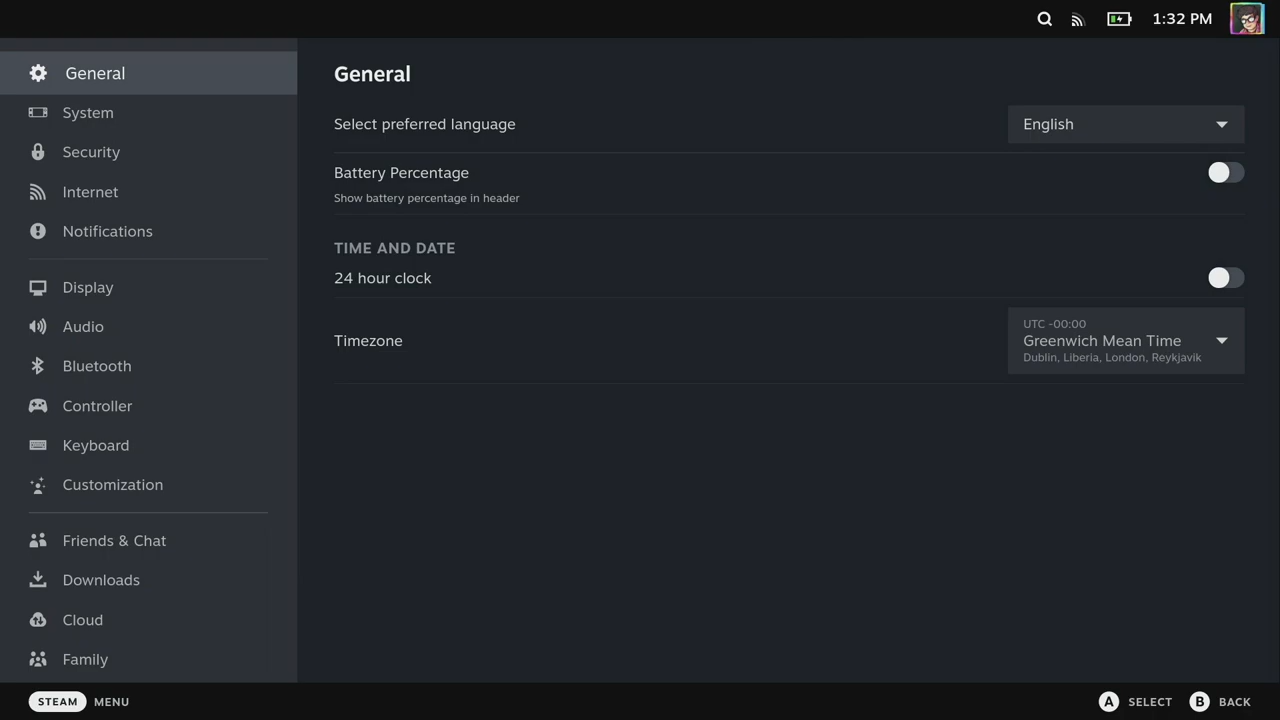 1:32 PM
General
System
Security
Internet
Notifications
Display
Audio
Bluetooth
Controller
Keyboard
Customization
Friends & Chat
Downloads
Cloud
Family
General
Select preferred language
English
Battery Percentage
Show battery percentage in header
TIME AND DATE
24 hour clock
Timezone
UTC -00:00
Greenwich Mean Time
Dublin, Liberia, London, Reykjavik
STEAM MENU
A SELECT B BACK